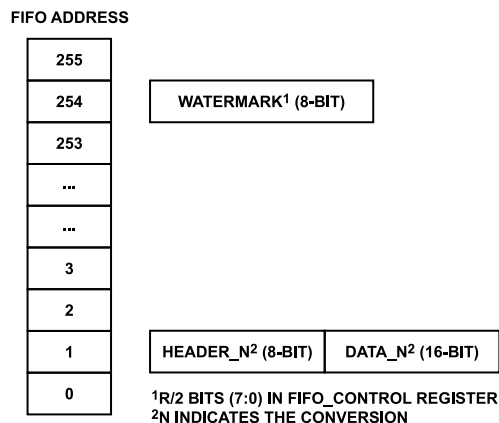 FIFO ADDRESS
255
254
WATERMARK¹ (8-BIT)
253
...
...
3
2
1
HEADER_N² (8-BIT) DATA_N² (16-BIT)
0
¹R/2 BITS (7:0) IN FIFO_CONTROL REGISTER
²N INDICATES THE CONVERSION